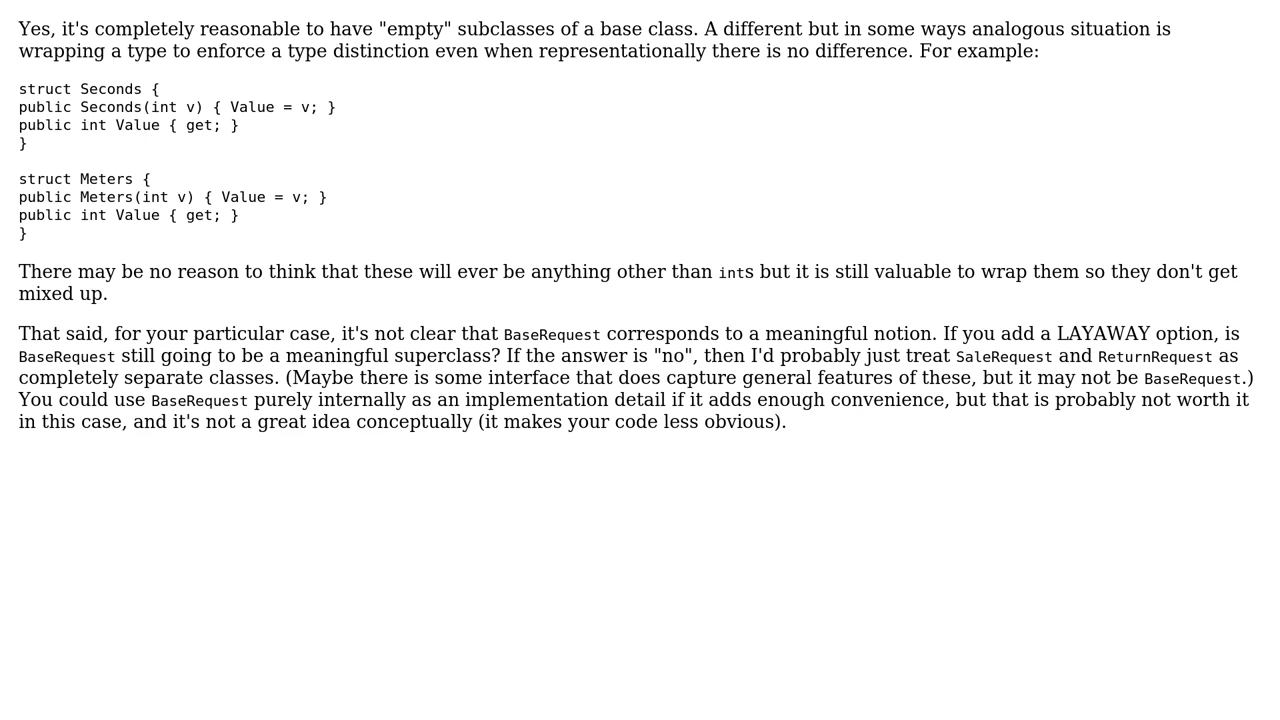 Yes, it's completely reasonable to have "empty" subclasses of a base class. A different but in some ways analogous situation is
wrapping a type to enforce a type distinction even when representationally there is no difference. For example:
struct Seconds {
public Seconds(int v) { Value = v; }
public int Value { get; }
}
struct Meters {
public Meters(int v) { Value = v; }
public int Value { get; }
}
There may be no reason to think that these will ever be anything other than ints but it is still valuable to wrap them so they don't get
mixed up.
That said, for your particular case, it's not clear that BaseRequest corresponds to a meaningful notion. If you add a LAYAWAY option, is
BaseRequest still going to be a meaningful superclass? If the answer is "no", then I'd probably just treat SaleRequest and ReturnRequest as
completely separate classes. (Maybe there is some interface that does capture general features of these, but it may not be BaseRequest.)
You could use BaseRequest purely internally as an implementation detail if it adds enough convenience, but that is probably not worth it
in this case, and it's not a great idea conceptually (it makes your code less obvious).